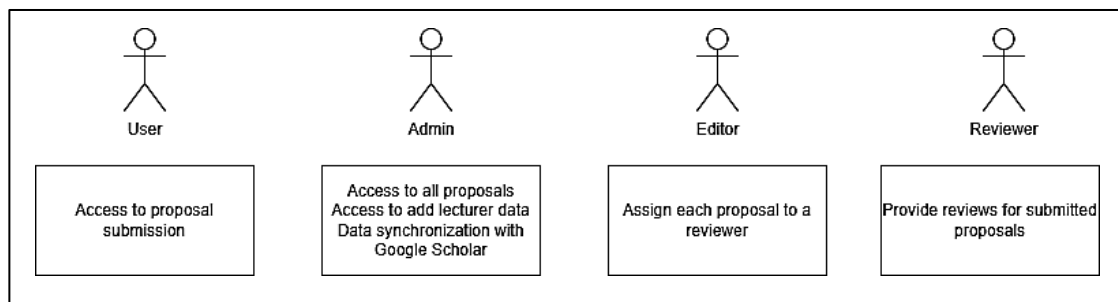 User
Admin
Editor
Reviewer
Access to proposal
submission
Access to all proposals
Access to add lecturer data
Data synchronization with
Google Scholar
Assign each proposal to a
reviewer
Provide reviews for submitted
proposals